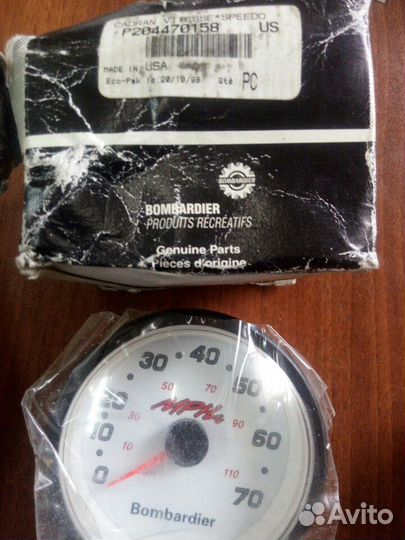 CADRAN VITESSE*SPEEDO
P204470158 US
MADE IN USA
Eco-Pak le 20/10/98 Qté: PC
BOMBARDIER
BOMBARDIER
PRODUITS RÉCRÉATIFS
Genuine Parts
Pièces d'origine
30 40
50 70
20 50
MPH
10 10 90 60
0 110 70
Bombardier
Avito